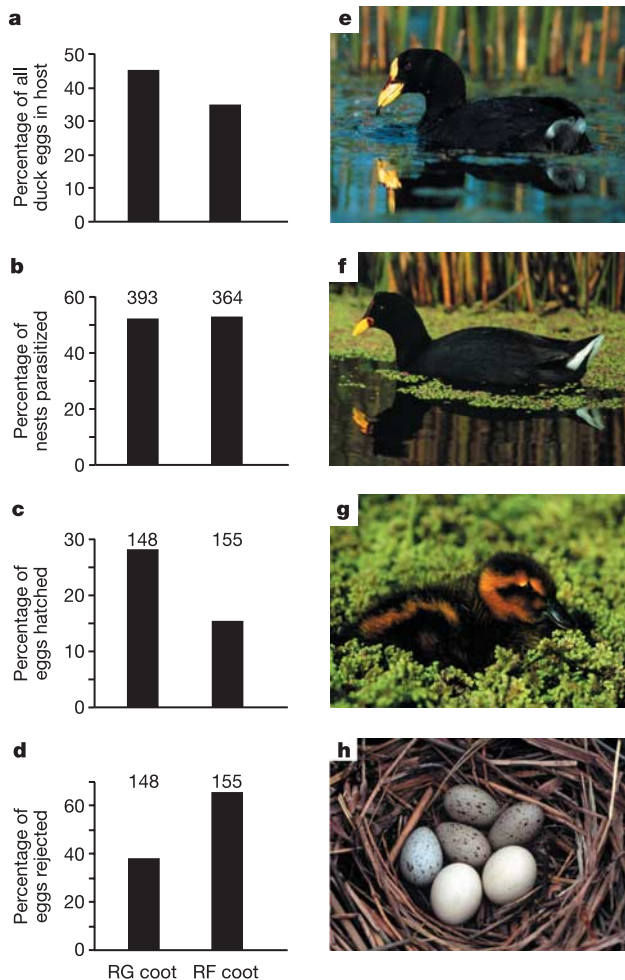 a
Percentage of all
duck eggs in host
50
40
30
20
10
0
b
Percentage of
nests parasitized
60
40
20
0
393
364
c
Percentage of
eggs hatched
30
20
10
0
148
155
d
Percentage of
eggs rejected
60
40
20
0
148
155
RG coot
RF coot
e
f
g
h